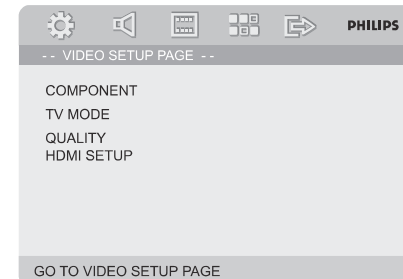 PHILIPS
- - VIDEO SETUP PAGE - -
COMPONENT
TV MODE
QUALITY
HDMI SETUP
GO TO VIDEO SETUP PAGE